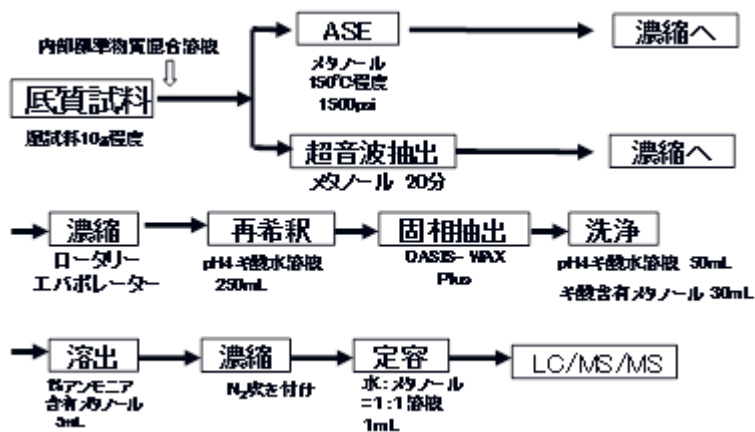 内部標準物質混合溶液
底質試料
湿試料10g程度
ASE
メタノール
150℃程度
1500psi
濃縮へ
超音波抽出
メタノール 20分
濃縮へ
濃縮
ロータリー
エバポレーター
再希釈
pH4ギ酸水溶液
250mL
固相抽出
OASIS-WAX
Plus
洗浄
pH4ギ酸水溶液 50mL
ギ酸含有メタノール 30mL
溶出
アンモニア
含有メタノール
5mL
濃縮
N₂吹き付け
定容
水:メタノール
=1:1溶液
1mL
LC/MS/MS